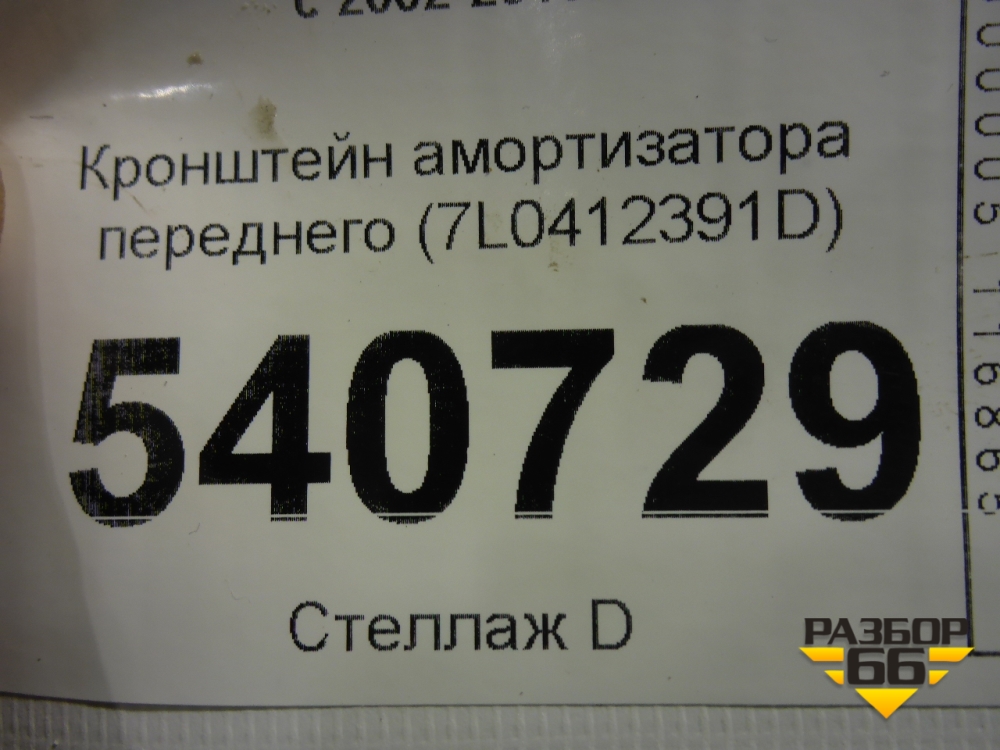 Кронштейн амортизатора
переднего (7L0412391D)
540729
Стеллаж D
РАЗБОР
66